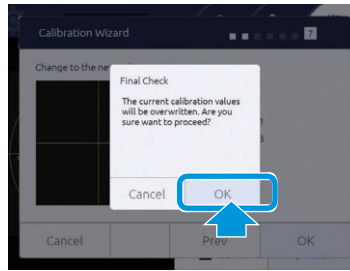 Calibration Wizard
7
Change to the ne
Final Check
The current calibration values
will be overwritten. Are you
sure want to proceed?
Cancel
OK
Cancel
Prev
OK